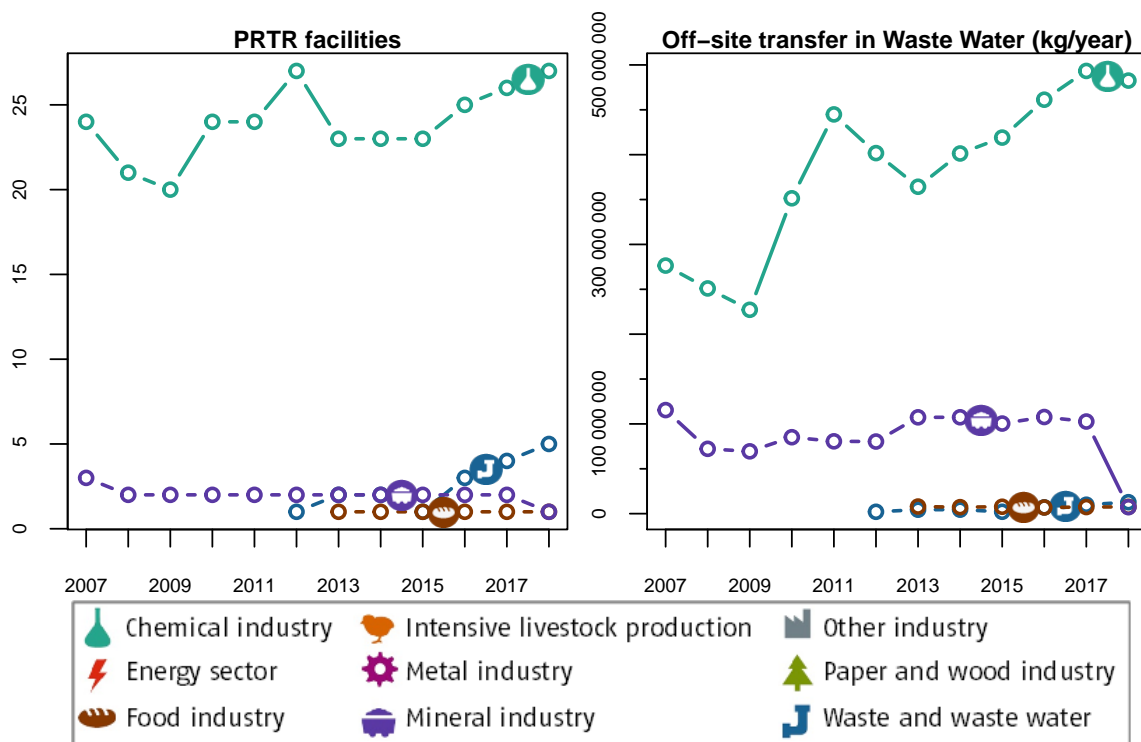 PRTR facilities
25
20
15
10
5
0
2007 2009 2011 2013 2015 2017
Off−site transfer in Waste Water (kg/year)
500 000 000
300 000 000
100 000 000
0
2007 2009 2011 2013 2015 2017
Chemical industry Intensive livestock production Other industry
Energy sector Metal industry Paper and wood industry
Food industry Mineral industry Waste and waste water